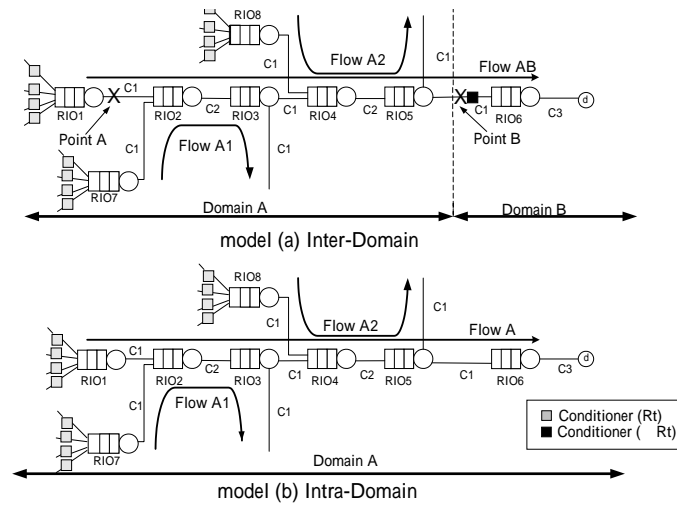 RIO8
C1
Flow A2
C1
Flow AB
RIO1
C1
Point A
RIO2
C2
RIO3
C1
RIO4
C2
RIO5
C1
Point B
RIO6
C3
d
C1
Flow A1
C1
RIO7
Domain A
Domain B
model (a) Inter-Domain
RIO8
C1
Flow A2
C1
Flow A
RIO1
C1
RIO2
C2
RIO3
C1
RIO4
C2
RIO5
C1
RIO6
C3
d
C1
Flow A1
C1
RIO7
Conditioner (Rt)
Conditioner ( Rt)
Domain A
model (b) Intra-Domain